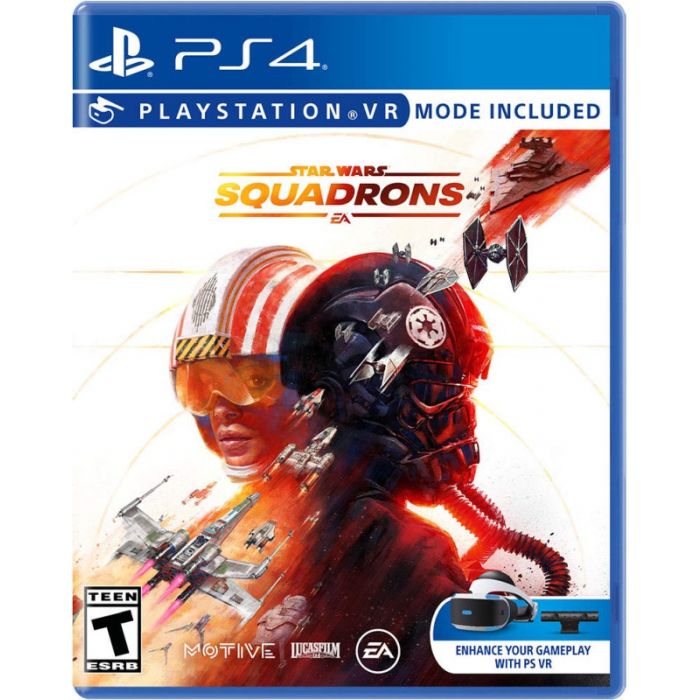 PS4
PLAYSTATION®VR MODE INCLUDED
STAR WARS
SQUADRONS
EA
TEEN
T
ESRB
MOTIVE LUCASFILM LTD EA
ENHANCE YOUR GAMEPLAY
WITH PS VR